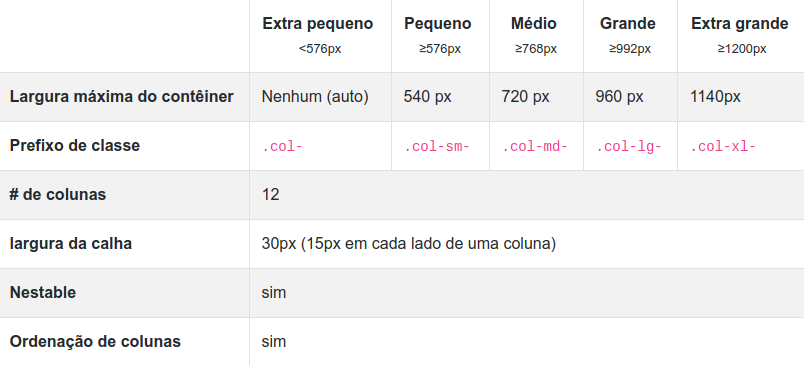 Extra pequeno Pequeno Médio Grande Extra grande
<576px ≥576px ≥768px ≥992px ≥1200px
Largura máxima do contêiner Nenhum (auto) 540 px 720 px 960 px 1140px
Prefixo de classe .col- .col-sm- .col-md- .col-lg- .col-xl-
# de colunas 12
largura da calha 30px (15px em cada lado de uma coluna)
Nestable sim
Ordenação de colunas sim